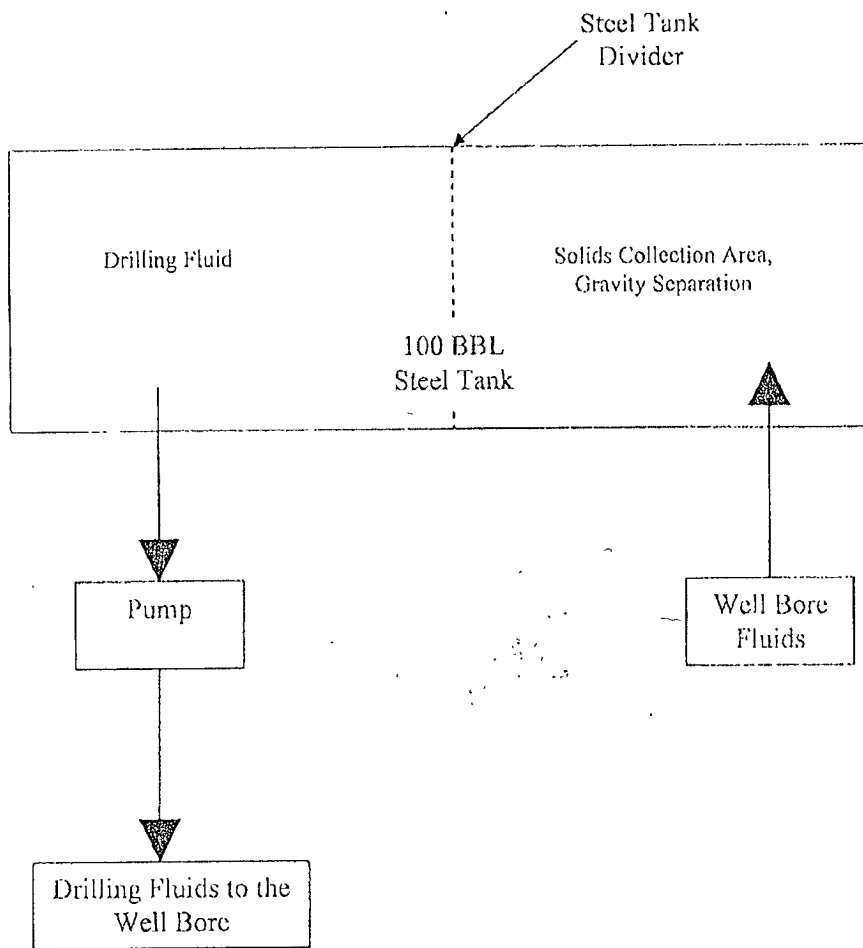 Steel Tank
Divider
Drilling Fluid
Solids Collection Area,
Gravity Separation
100 BBL
Steel Tank
Pump
Well Bore
Fluids
Drilling Fluids to the
Well Bore